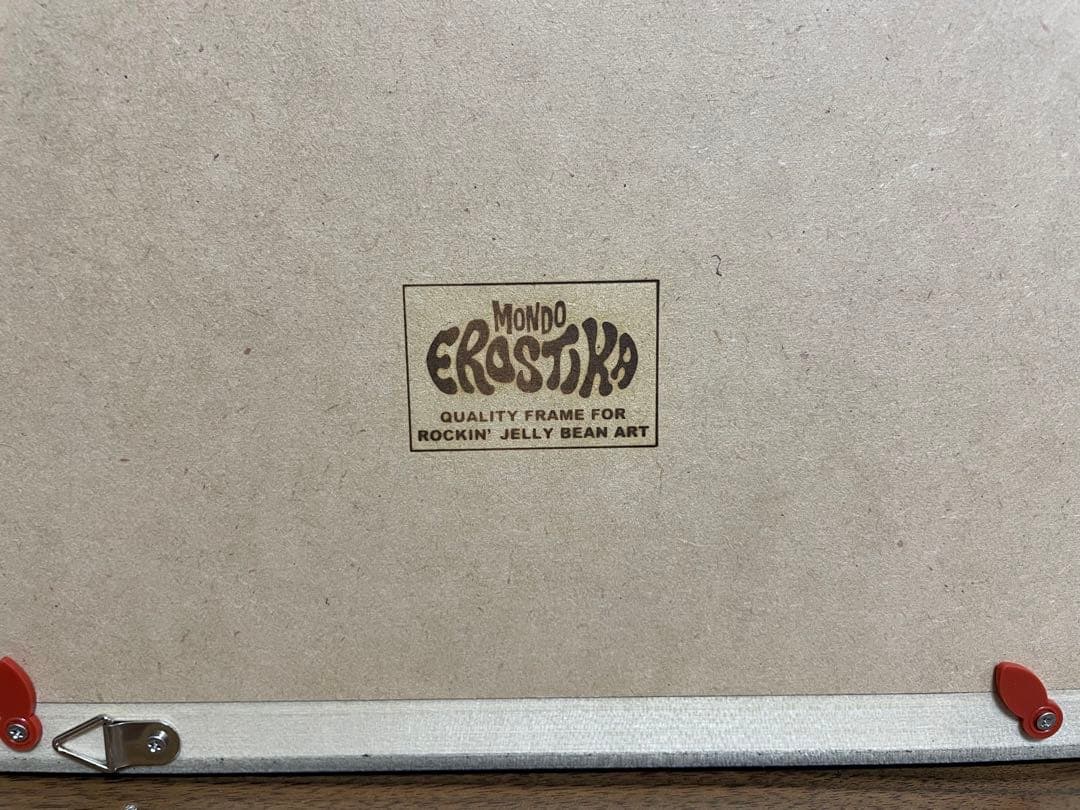 MONDO
EROSTIKA
QUALITY FRAME FOR
ROCKIN' JELLY BEAN ART